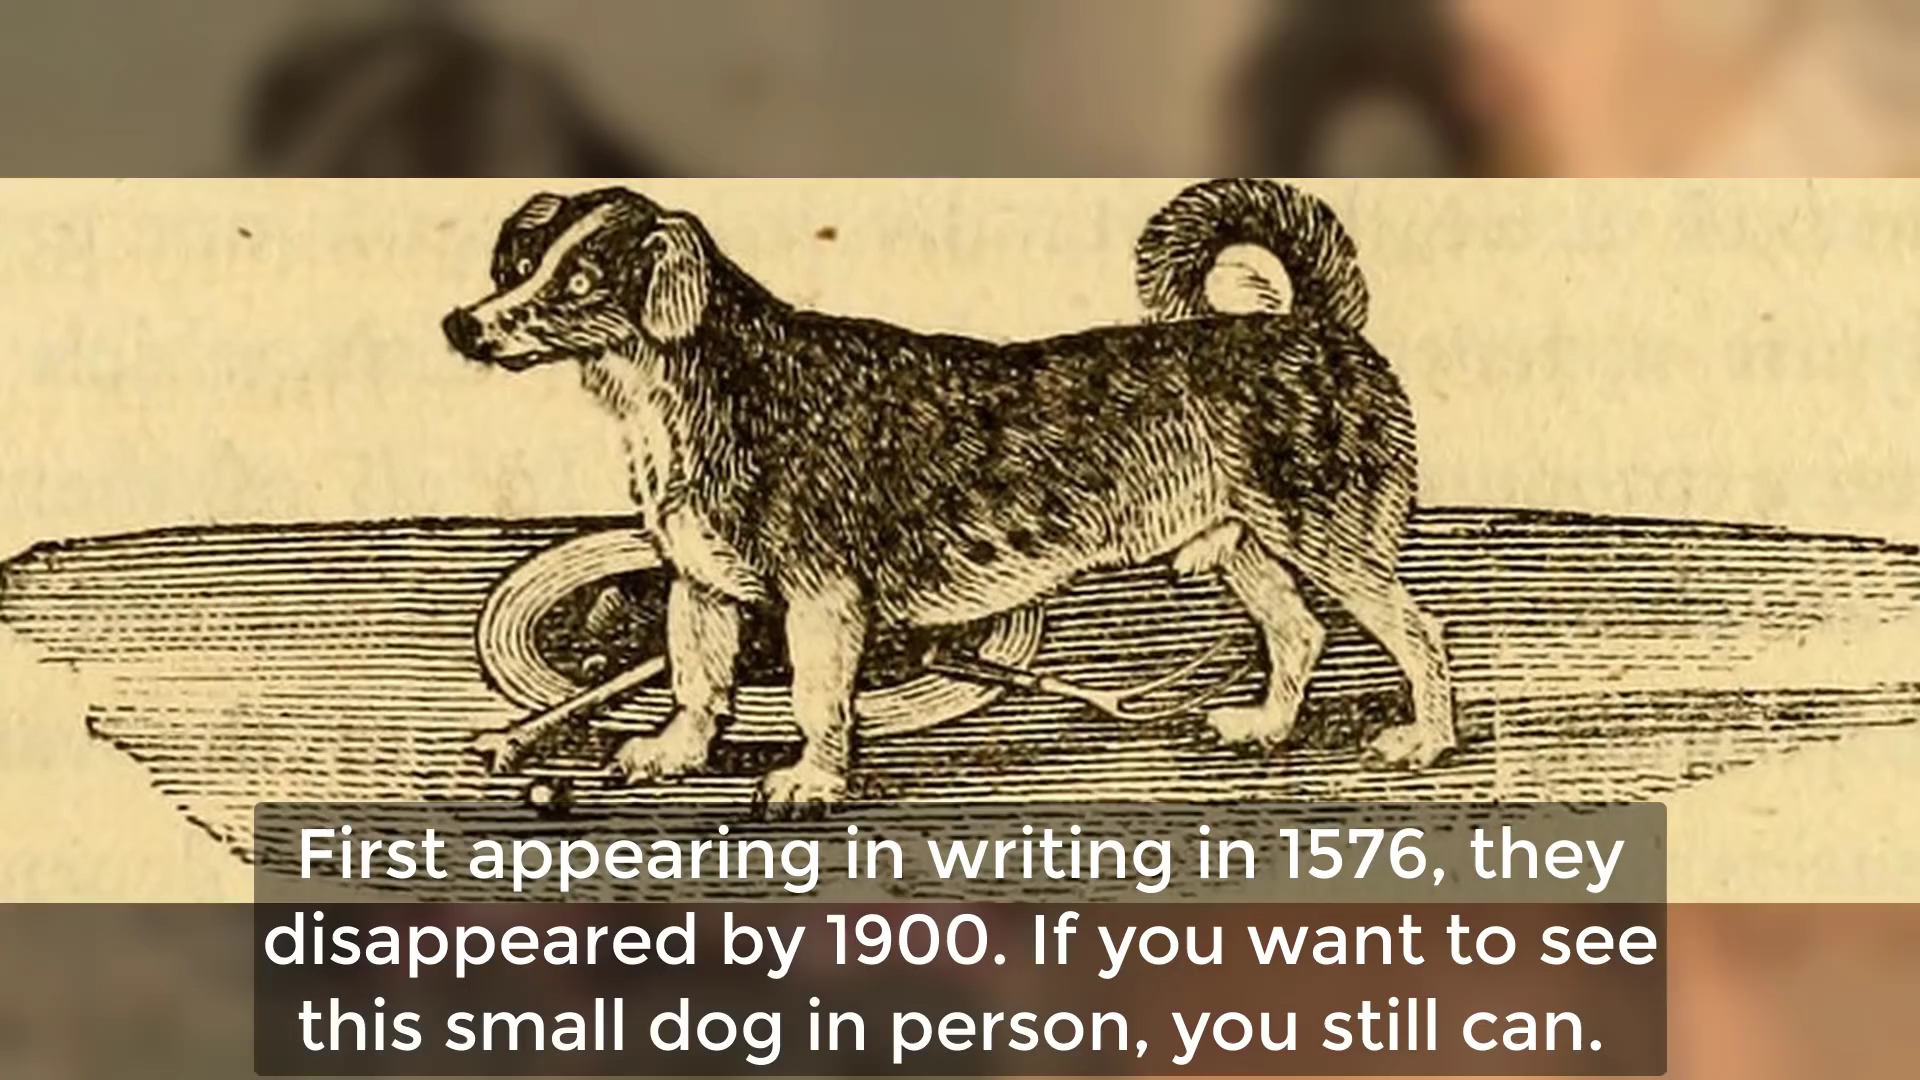 First appearing in writing in 1576, they
disappeared by 1900. If you want to see
this small dog in person, you still can.